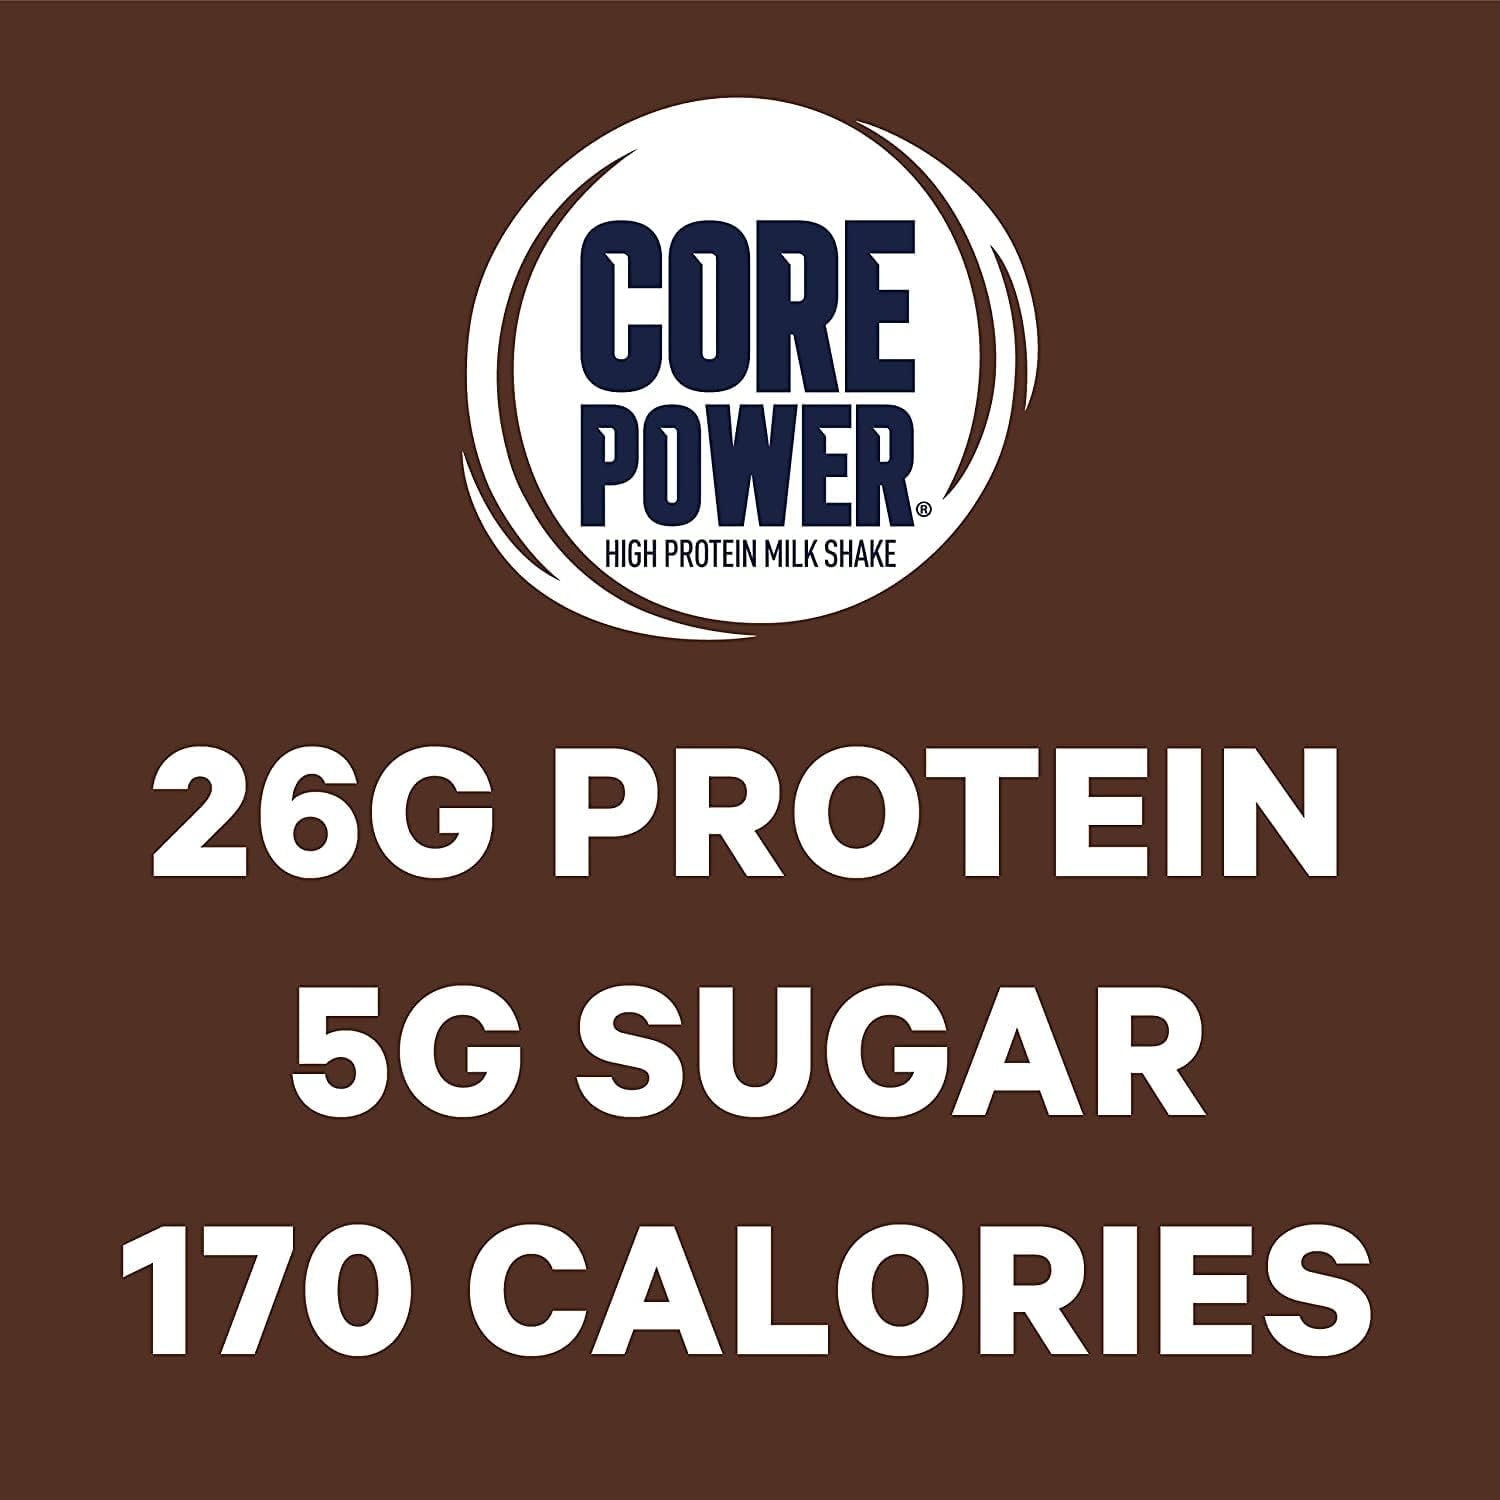 CORE
POWER®
HIGH PROTEIN MILK SHAKE
26G PROTEIN
5G SUGAR
170 CALORIES